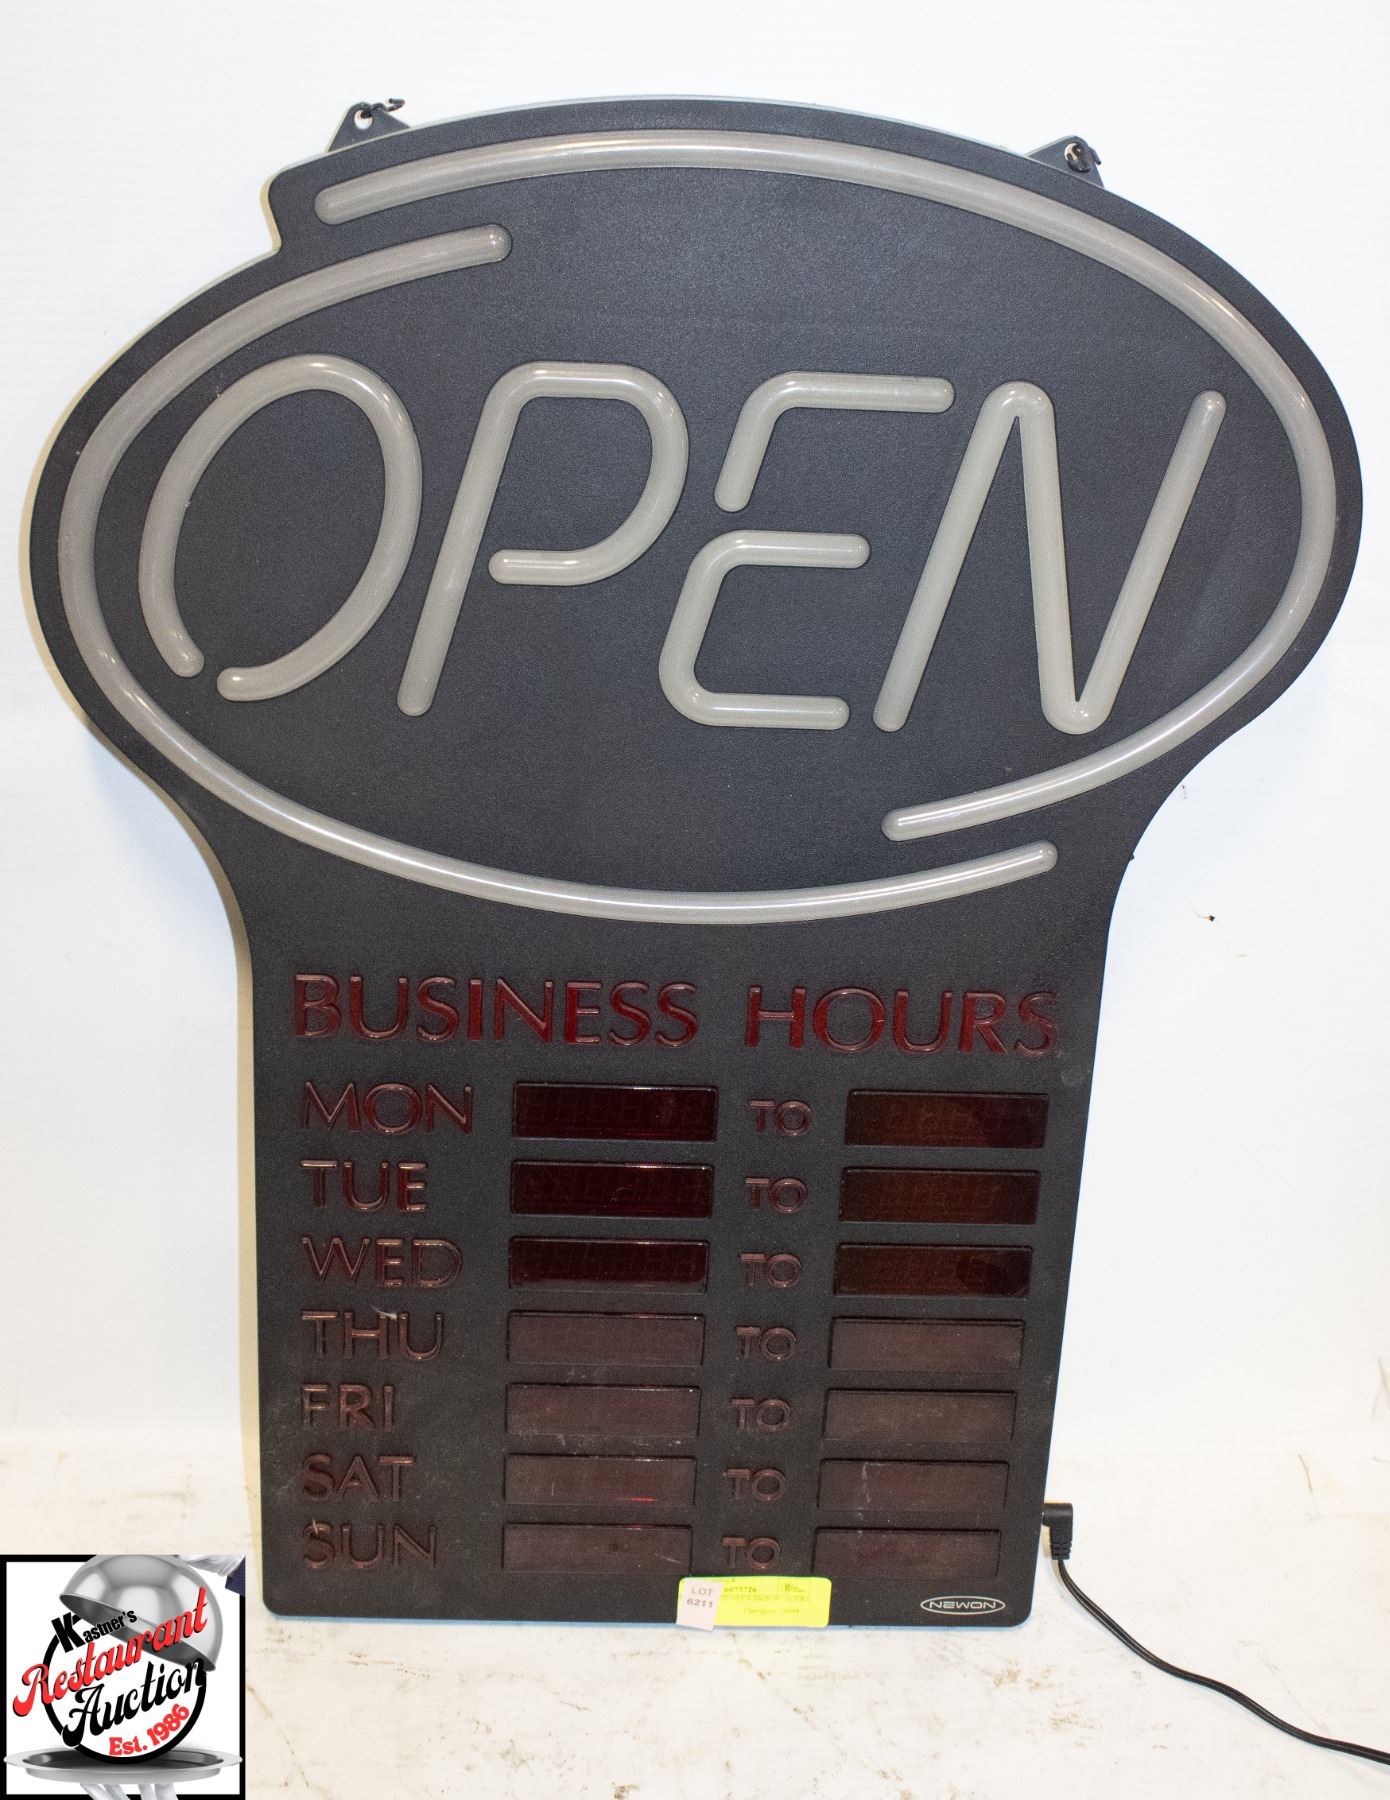 OPEN
BUSINESS HOURS
MON TO
TUE TO
WED TO
THU TO
FRI TO
SAT TO
SUN TO
LOT
6211
6075726
NEWON
Kastner's
Restaurant
Auction
Est. 1986